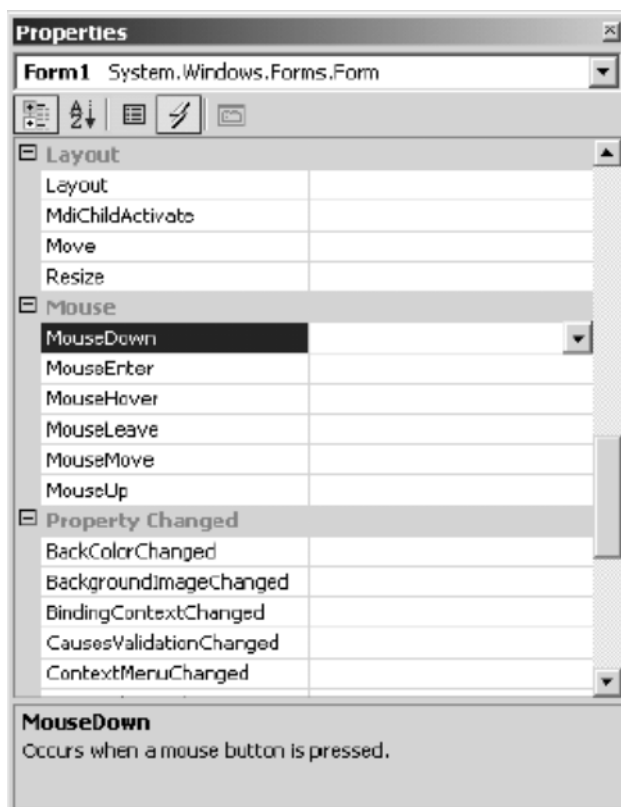 Properties
Form1 System.Windows.Forms.Form
Layout
Layout
MdiChildActivate
Move
Resize
Mouse
MouseDown
MouseEnter
MouseHover
MouseLeave
MouseMove
MouseUp
Property Changed
BackColorChanged
BackgroundImageChanged
BindingContextChanged
CausesValidationChanged
ContextMenuChanged
MouseDown
Occurs when a mouse button is pressed.